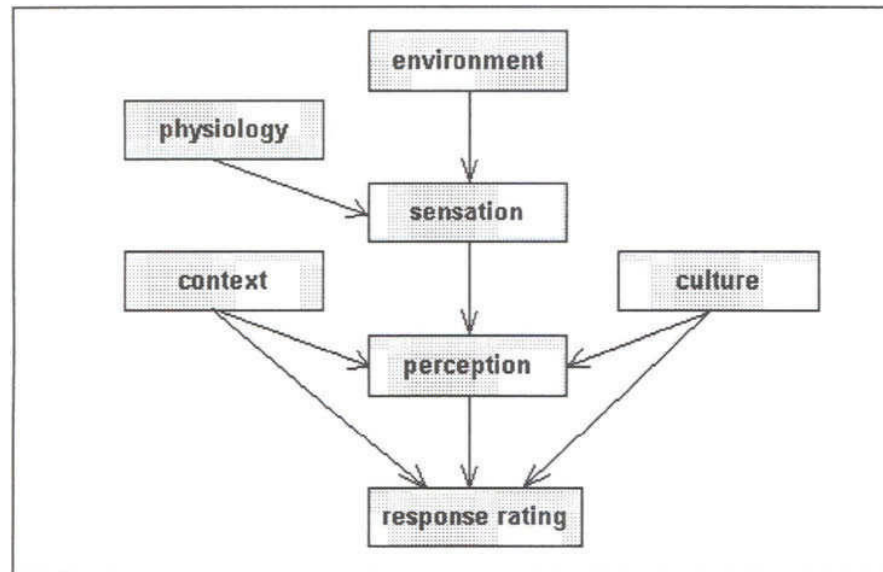 environment
physiology
sensation
context
culture
perception
response rating